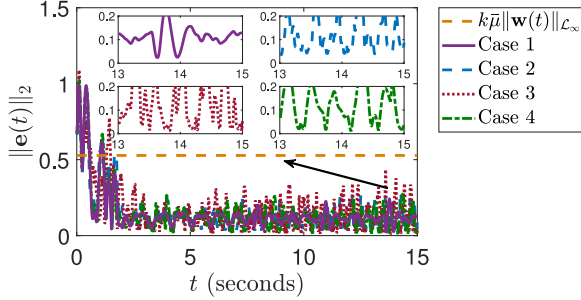 0.2 0.2
0.1 0.1
0 0
13 14 15 13 14 15
0.2 0.2
0.1 0.1
0 0
13 14 15 13 14 15
1.5
1
0.5
0
0 5 10 15
‖e(t)‖₂
t (seconds)
kμ̄‖w(t)‖_{𝓛∞}
Case 1
Case 2
Case 3
Case 4